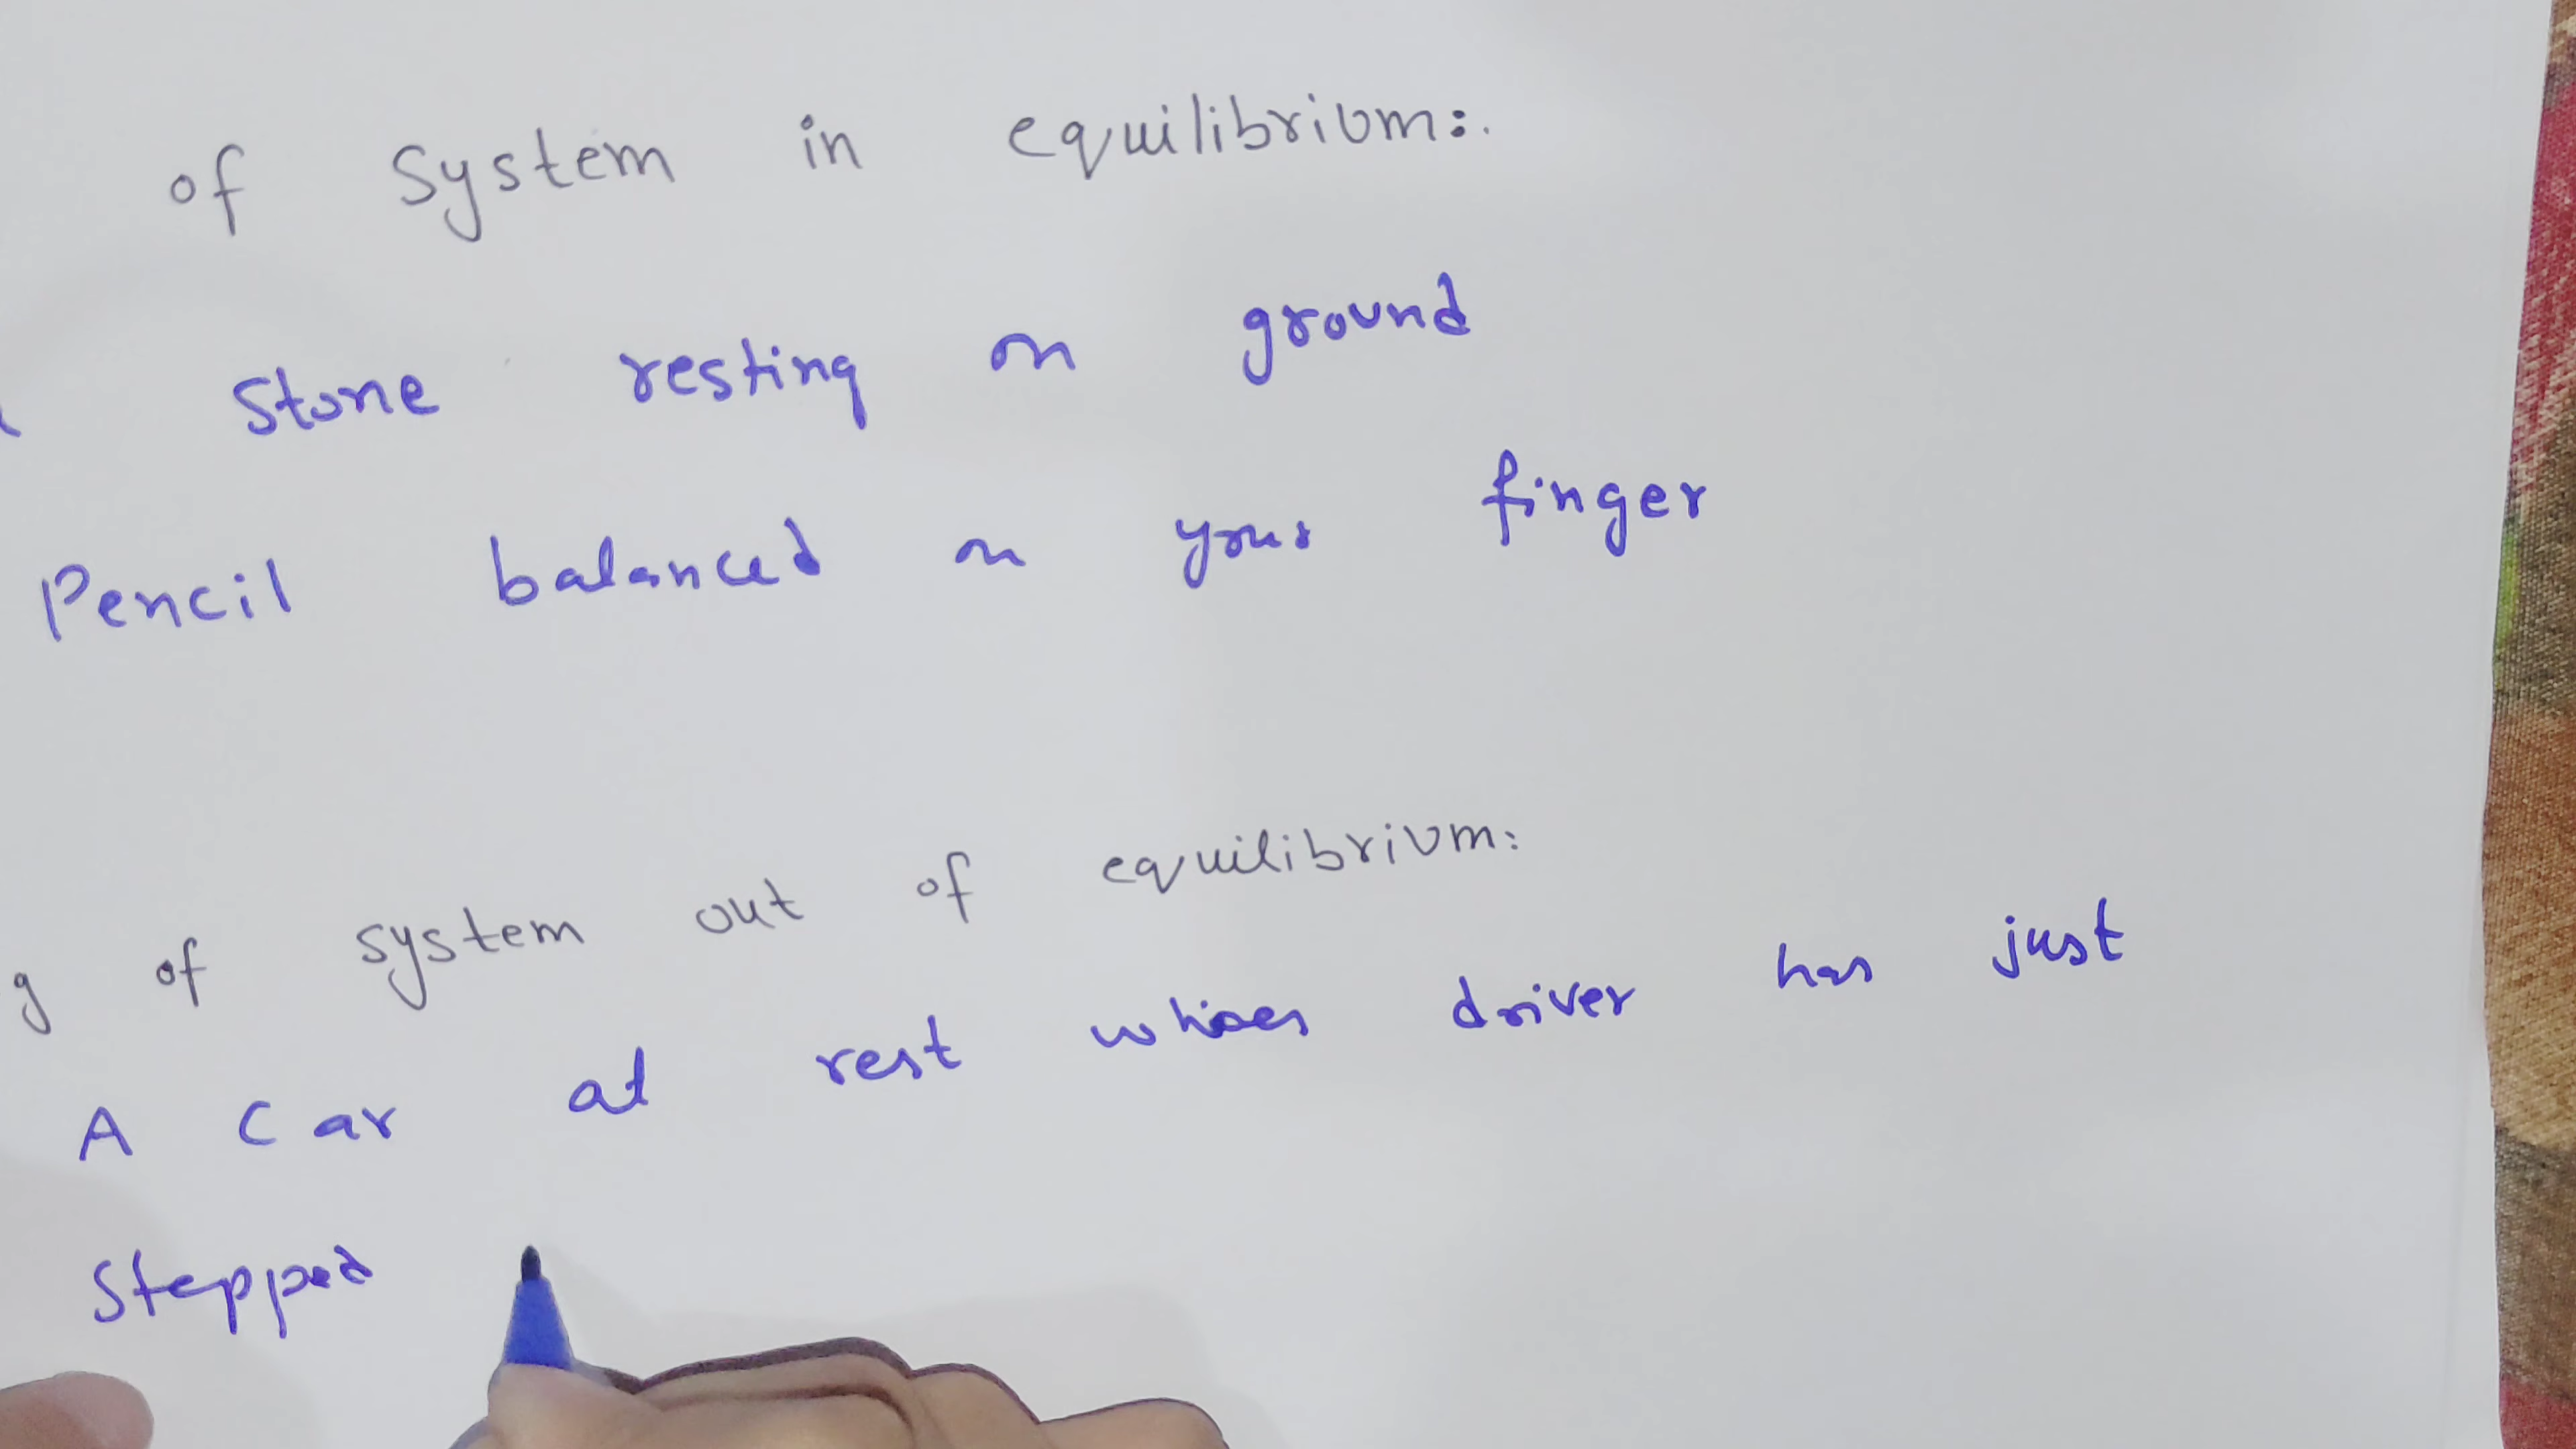 of System in equilibrium:.
Stone resting on ground
Pencil balanced on your finger
g of system out of equilibrium:
A Car at rest driver has just
Stepped